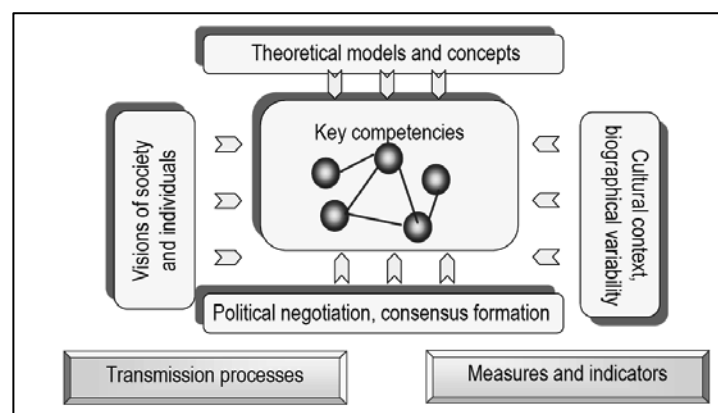 Theoretical models and concepts
Visions of society
and individuals
Key competencies
Cultural context,
biographical variability
Political negotiation, consensus formation
Transmission processes
Measures and indicators